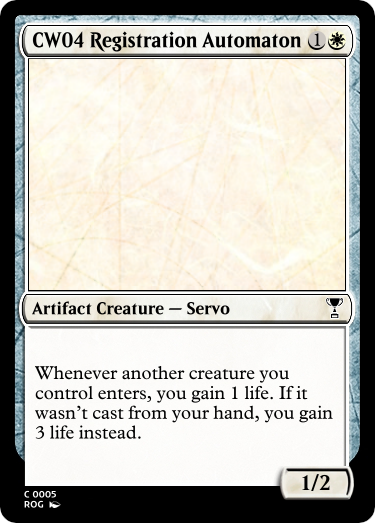 CW04 Registration Automaton 1
Artifact Creature — Servo
Whenever another creature you
control enters, you gain 1 life. If it
wasn't cast from your hand, you gain
3 life instead.
1/2
C 0005
ROG